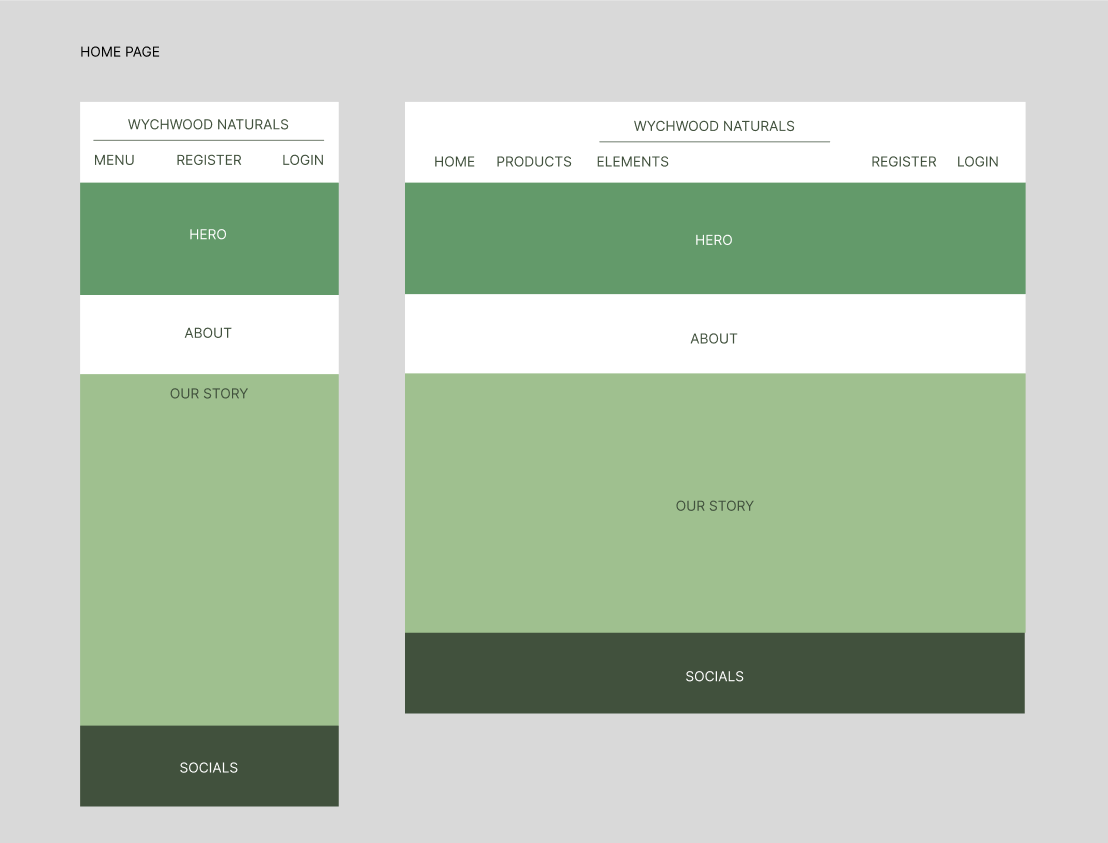 HOME PAGE
WYCHWOOD NATURALS
MENU REGISTER LOGIN
HERO
ABOUT
OUR STORY
SOCIALS
WYCHWOOD NATURALS
HOME PRODUCTS ELEMENTS REGISTER LOGIN
HERO
ABOUT
OUR STORY
SOCIALS